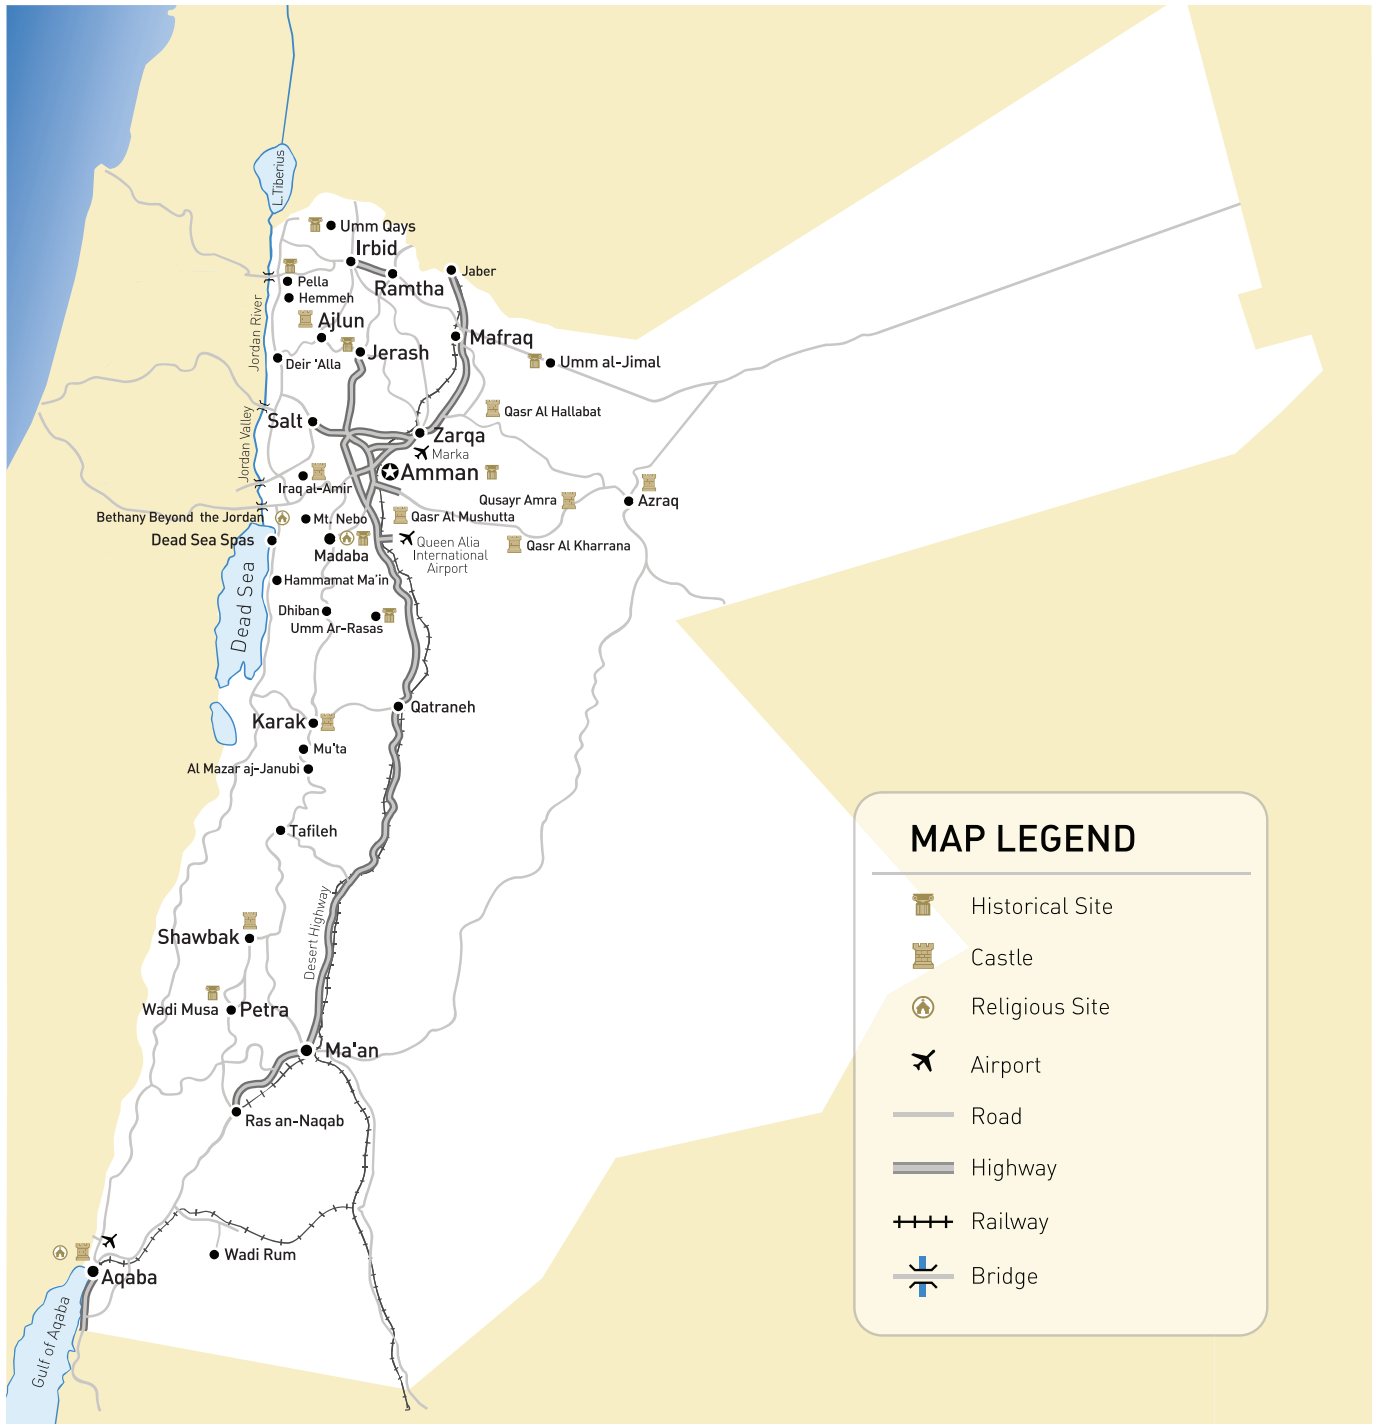 L.Tiberius
Umm Qays
Irbid
Ramtha
Jaber
Pella
Hemmeh
Jordan River
Ajlun
Mafraq
Jerash
Deir 'Alla
Umm al-Jimal
Qasr Al Hallabat
Salt
Jordan Valley
Zarqa
Marka
Amman
Iraq al-Amir
Qusayr Amra
Azraq
Bethany Beyond the Jordan
Mt. Nebo
Qasr Al Mushutta
Dead Sea Spas
Madaba
Queen Alia
International
Airport
Qasr Al Kharrana
Dead Sea
Hammamat Ma'in
Dhiban
Umm Ar-Rasas
Karak
Qatraneh
Mu'ta
Al Mazar aj-Janubi
Tafileh
Desert Highway
Shawbak
Wadi Musa
Petra
Ma'an
Ras an-Naqab
Wadi Rum
Aqaba
Gulf of Aqaba
MAP LEGEND
Historical Site
Castle
Religious Site
Airport
Road
Highway
Railway
Bridge